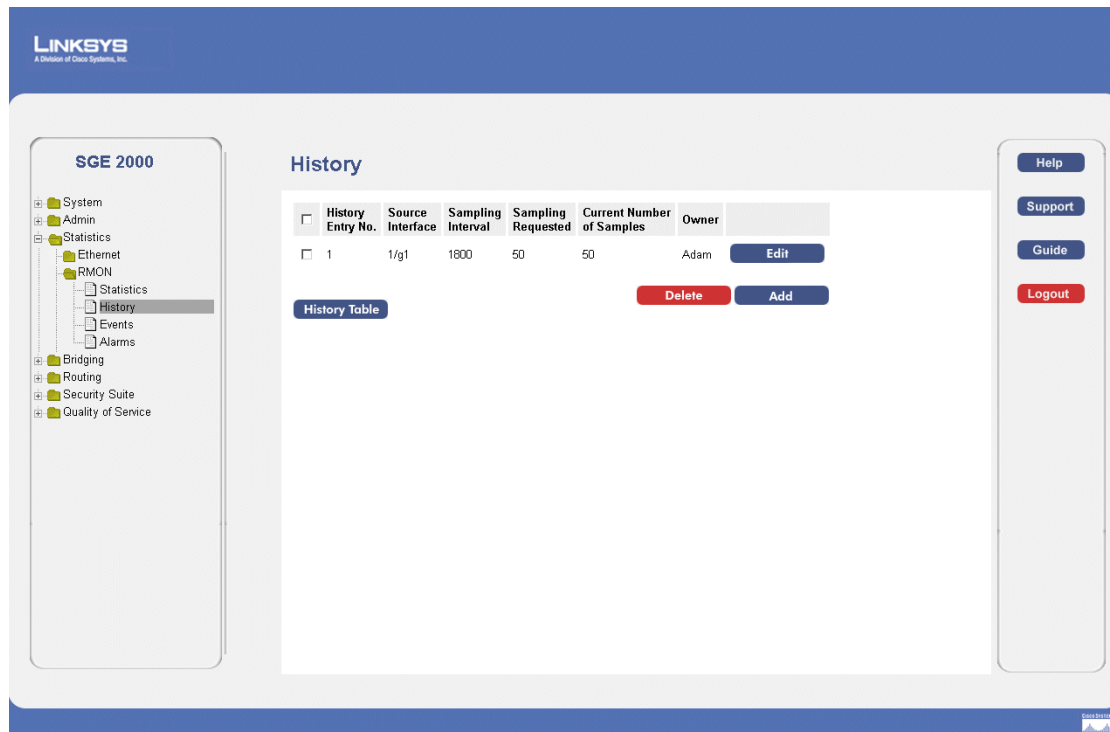 LINKSYS
A Division of Cisco Systems, Inc.
SGE 2000
System
Admin
Statistics
Ethernet
RMON
Statistics
History
Events
Alarms
Bridging
Routing
Security Suite
Quality of Service
History
History Entry No. Source Interface Sampling Interval Sampling Requested Current Number of Samples Owner
1 1/g1 1800 50 50 Adam Edit
Delete Add
History Table
Help
Support
Guide
Logout